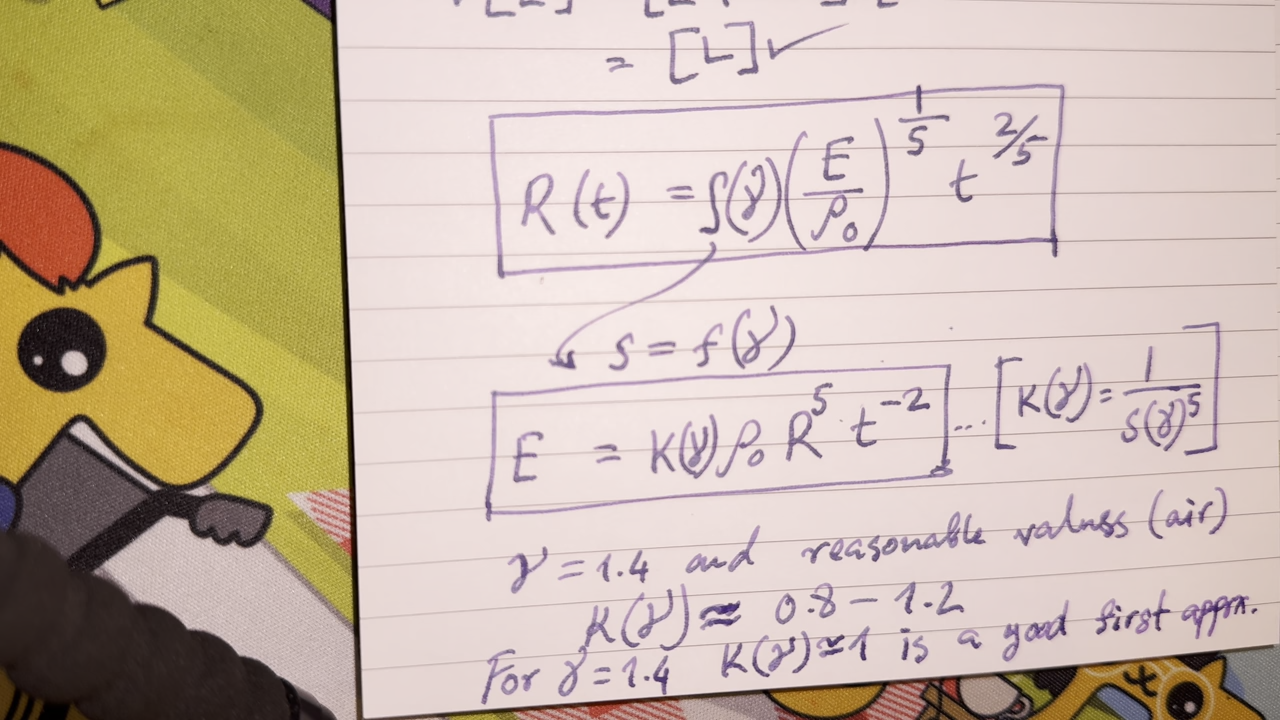 = [L] ✓
R(t) = S(γ) (E/ρ₀)^(1/5) t^(2/5)
S = f(γ)
E = K(γ) ρ₀ R⁵ t⁻² ... [K(γ) = 1/S(γ)⁵]
γ = 1.4 and reasonable values (air)
K(γ) ≈ 0.8 – 1.2
For γ = 1.4 K(γ) ≃ 1 is a good first apprx.